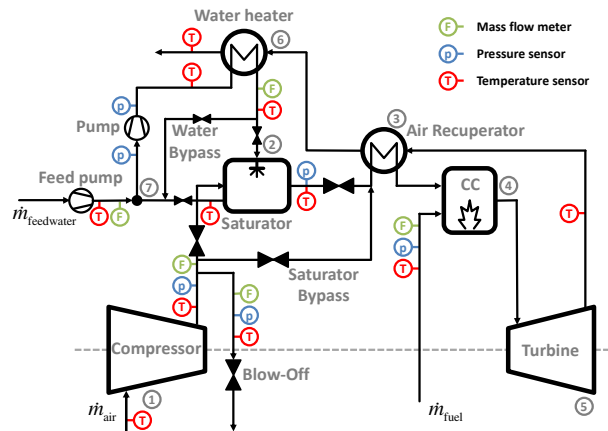 Water heater
T
6
F
Mass flow meter
p
Pressure sensor
T
Temperature sensor
T
F
T
p
Pump
Water
Bypass
2
3
Air Recuperator
p
Feed pump
7
p
T
CC
4
ṁfeedwater
T
F
T
Saturator
T
F
p
T
F
p
T
Saturator
Bypass
F
p
T
Compressor
Turbine
Blow-Off
ṁair
1
T
ṁfuel
5